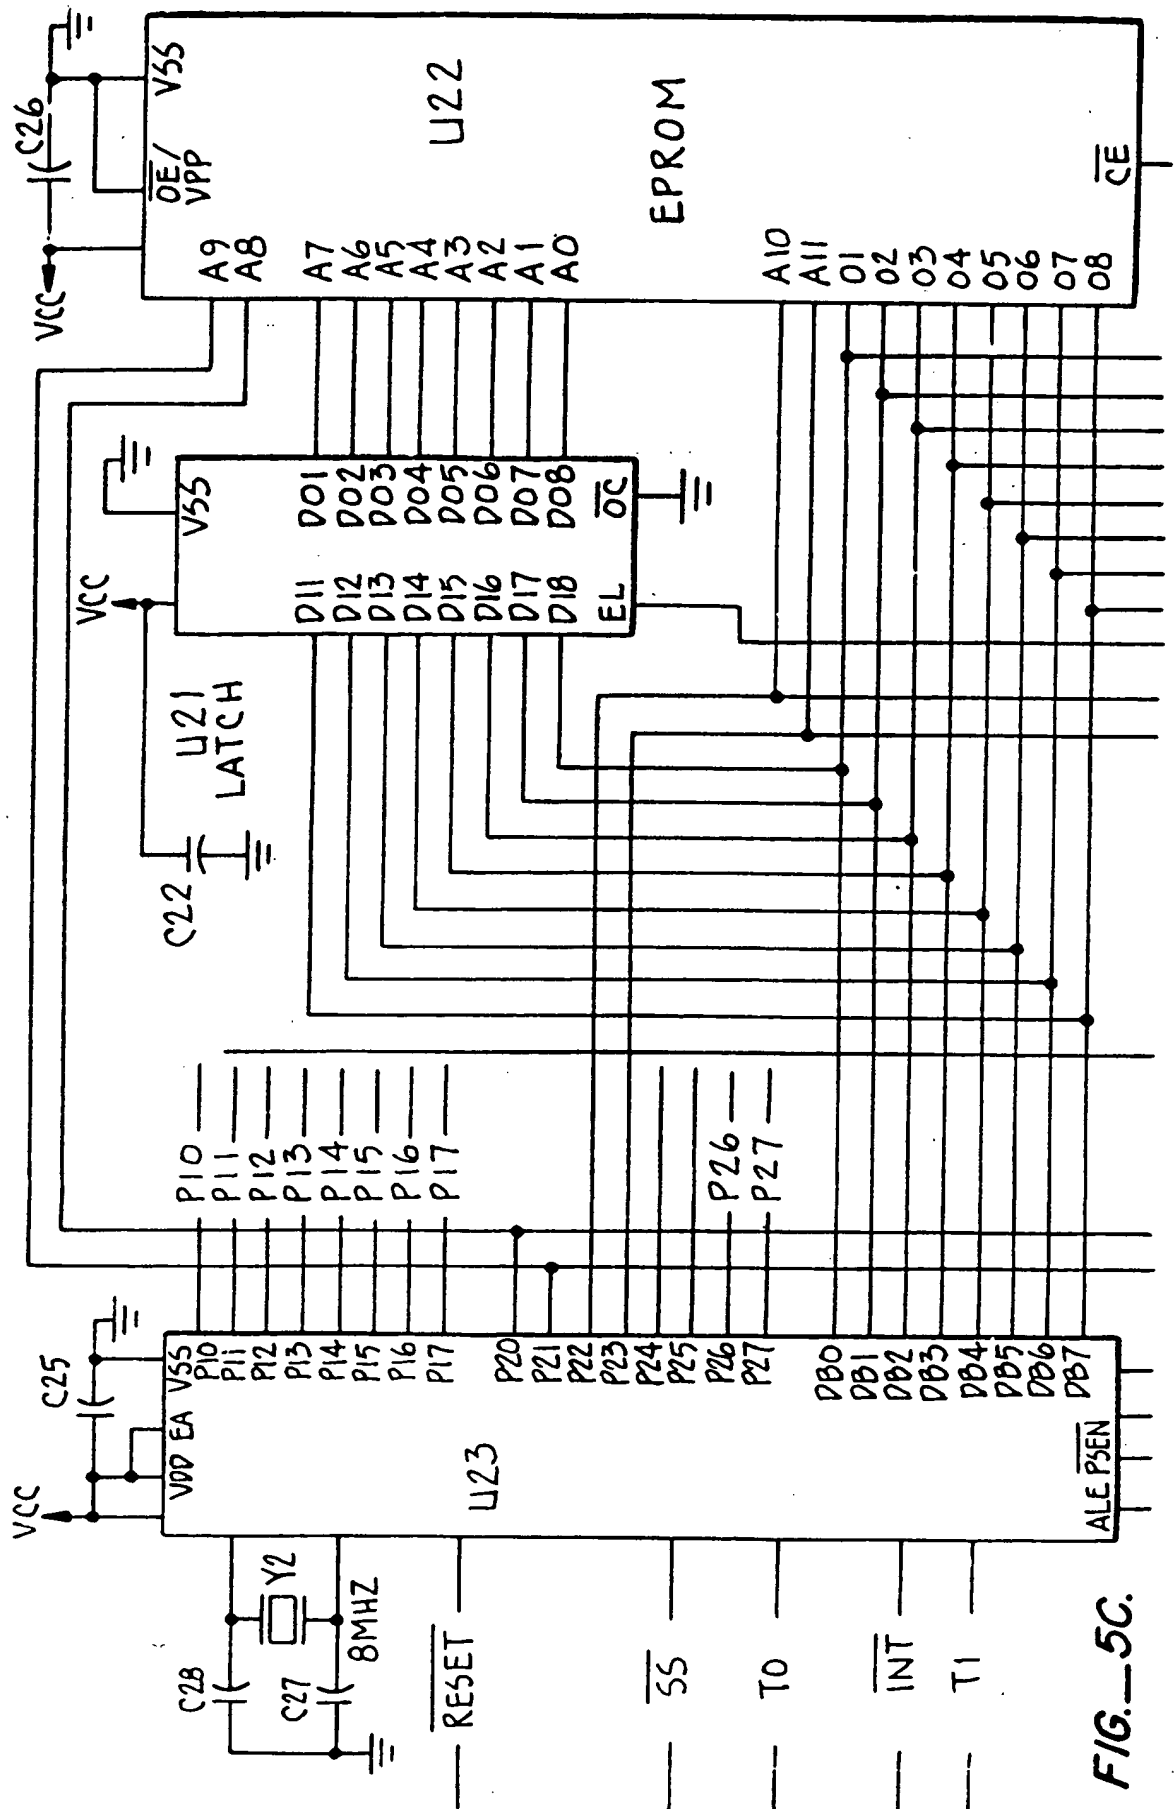 VCC
C26
VSS
OE/
VPP
U22
EPROM
CE
A9
A8
A7
A6
A5
A4
A3
A2
A1
A0
A10
A11
O1
O2
O3
O4
O5
O6
O7
O8
VCC
VSS
DO1
DO2
DO3
DO4
DO5
DO6
DO7
DO8
OC
DI1
DI2
DI3
DI4
DI5
DI6
DI7
DI8
EL
U21
LATCH
C22
P10
P11
P12
P13
P14
P15
P16
P17
P26
P27
VCC
C25
VDD EA VSS
P10
P11
P12
P13
P14
P15
P16
P17
P20
P21
P22
P23
P24
P25
P26
P27
DB0
DB1
DB2
DB3
DB4
DB5
DB6
DB7
U23
ALE PSEN
Y2
8MHZ
C28
C27
RESET
SS
T0
INT
T1
FIG._5C.